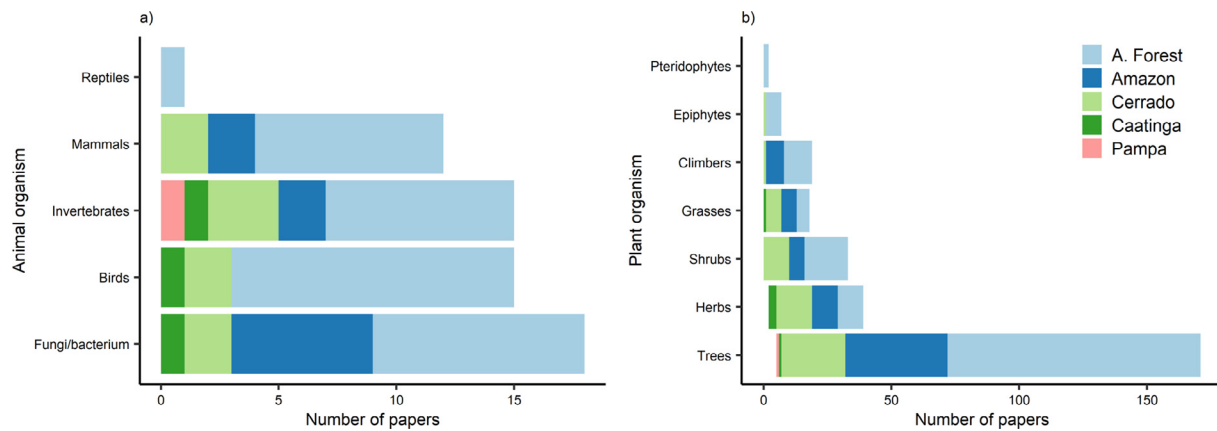 a)
Animal organism
Reptiles
Mammals
Invertebrates
Birds
Fungi/bacterium
0
5
10
15
Number of papers
b)
Plant organism
Pteridophytes
Epiphytes
Climbers
Grasses
Shrubs
Herbs
Trees
0
50
100
150
Number of papers
A. Forest
Amazon
Cerrado
Caatinga
Pampa